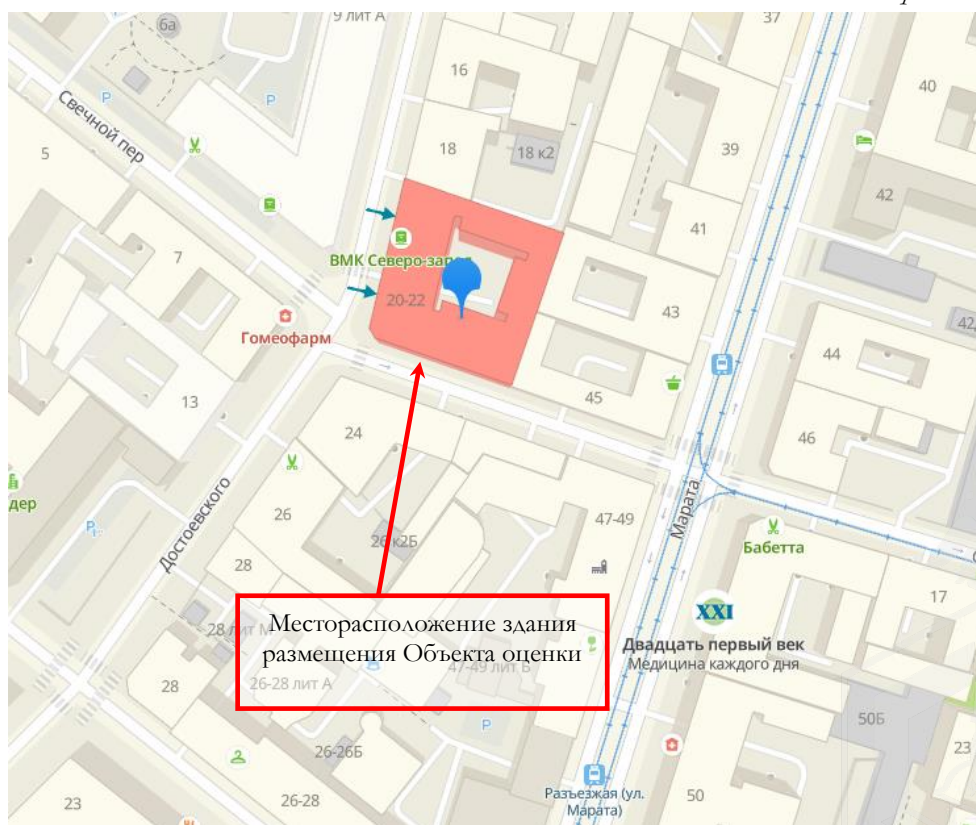 9 лит А
37
6а
16
40
P
P
Свечной пер
5
18
18 к2
39
42
41
7
ВМК Северо-запад
20-22
43
Гомеофарм
42
44
13
45
24
46
дер
26
47-49
Марата
P
Достоевского
26 к2Б
Бабетта
28
17
XXI
Месторасположение здания
размещения Объекта оценки
28 лит М
Двадцать первый век
Медицина каждого дня
47-49 лит Б
28
26-28 лит А
50Б
P
23
26-26Б
Разъезжая (ул.
Марата)
23
26-28
50